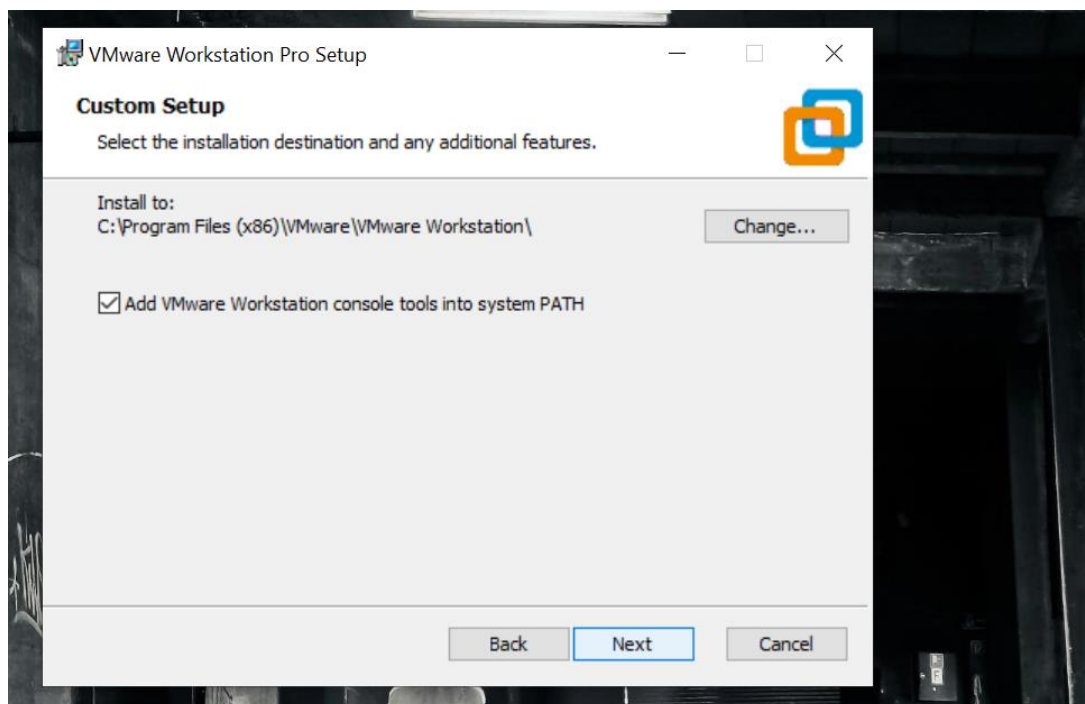 VMware Workstation Pro Setup
Custom Setup
Select the installation destination and any additional features.
Install to:
C:\Program Files (x86)\VMware\VMware Workstation\
Change...
Add VMware Workstation console tools into system PATH
Back
Next
Cancel